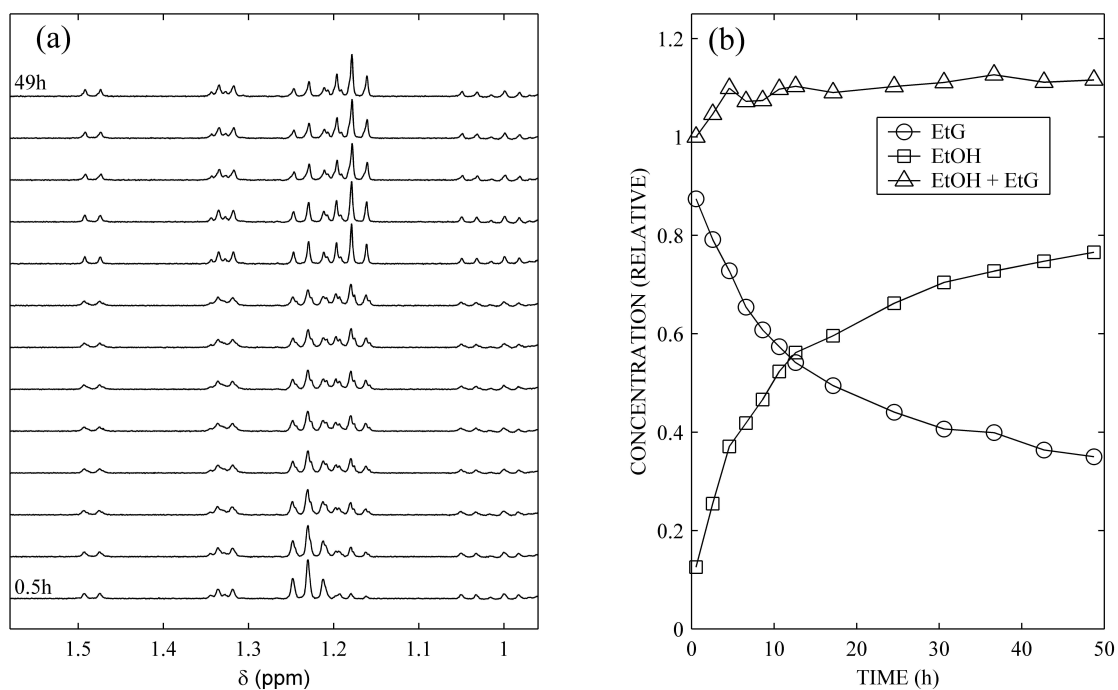 (a)
49h
0.5h
1.5
1.4
1.3
1.2
1.1
1
δ (ppm)
(b)
1.2
1
0.8
0.6
0.4
0.2
0
CONCENTRATION (RELATIVE)
EtG
EtOH
EtOH + EtG
0
10
20
30
40
50
TIME (h)